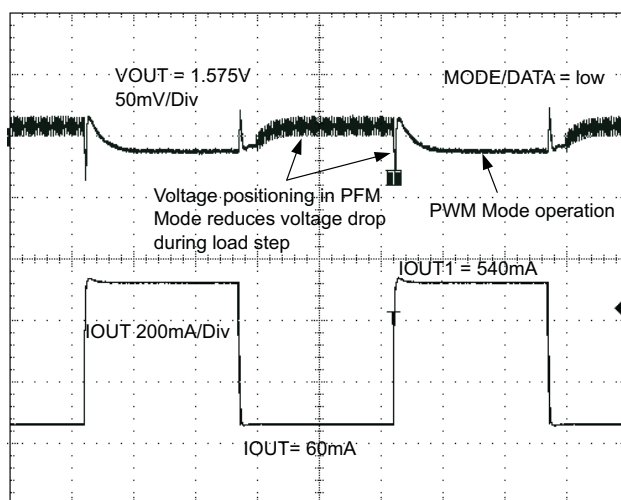 VOUT = 1.575V
50mV/Div
MODE/DATA = low
Voltage positioning in PFM
Mode reduces voltage drop
during load step
PWM Mode operation
IOUT1 = 540mA
IOUT 200mA/Div
IOUT= 60mA